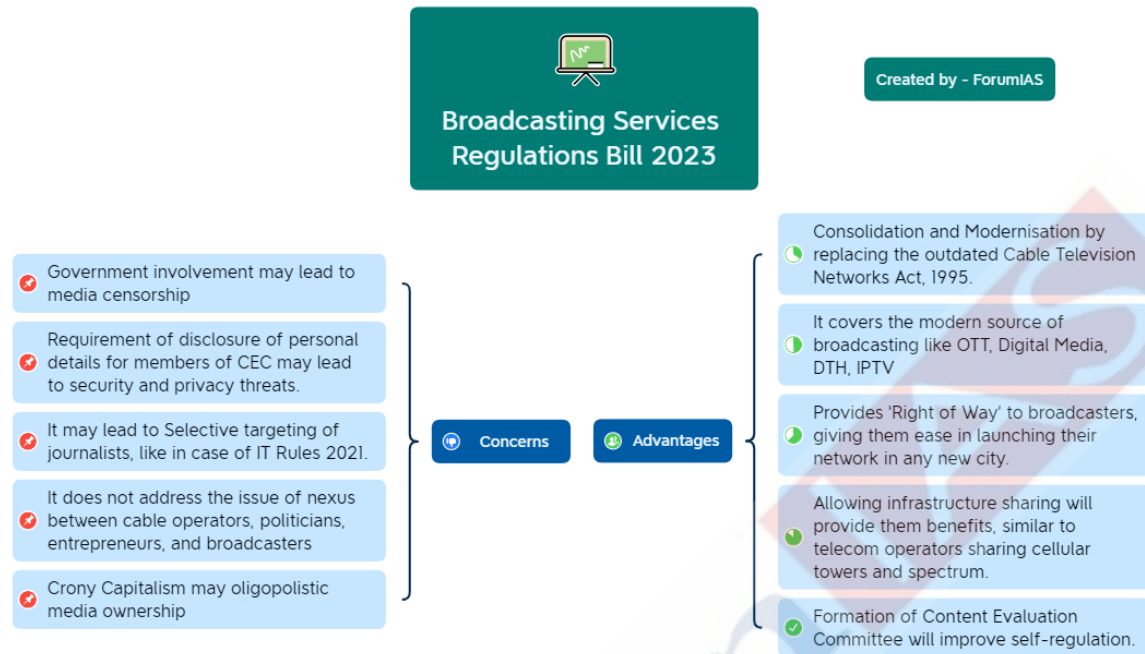 Broadcasting Services
Regulations Bill 2023
Created by - ForumIAS
Government involvement may lead to
media censorship
Requirement of disclosure of personal
details for members of CEC may lead
to security and privacy threats.
It may lead to Selective targeting of
journalists, like in case of IT Rules 2021.
It does not address the issue of nexus
between cable operators, politicians,
entrepreneurs, and broadcasters
Crony Capitalism may oligopolistic
media ownership
Concerns
Advantages
Consolidation and Modernisation by
replacing the outdated Cable Television
Networks Act, 1995.
It covers the modern source of
broadcasting like OTT, Digital Media,
DTH, IPTV
Provides 'Right of Way' to broadcasters,
giving them ease in launching their
network in any new city.
Allowing infrastructure sharing will
provide them benefits, similar to
telecom operators sharing cellular
towers and spectrum.
Formation of Content Evaluation
Committee will improve self-regulation.
IAS